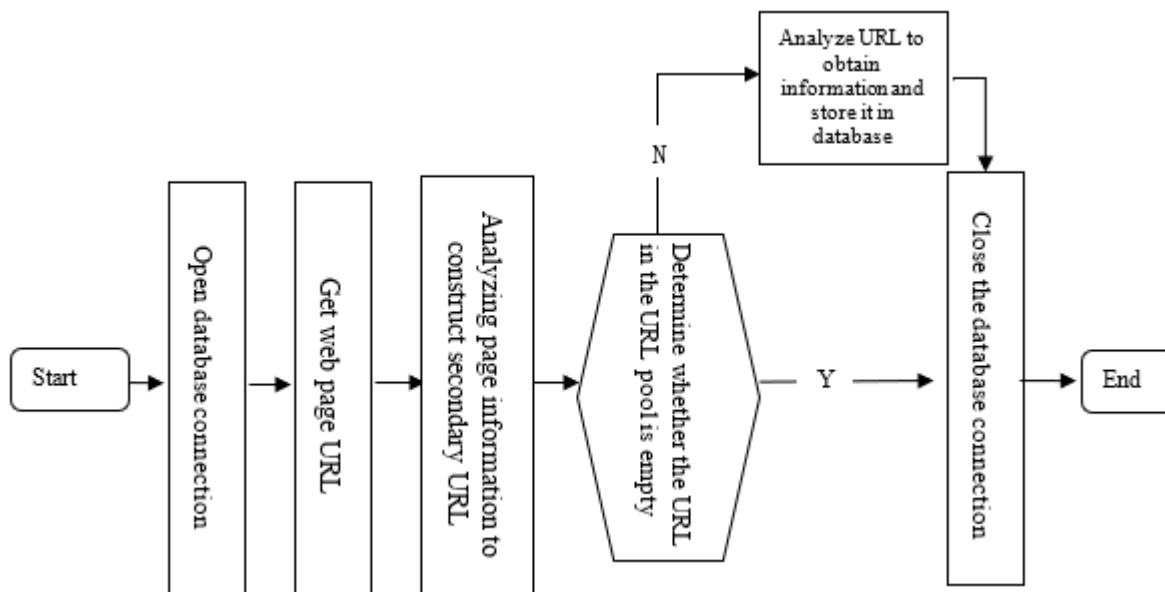 Start
Open database connection
Get web page URL
Analyzing page information to
construct secondary URL
Determine whether the URL
in the URL pool is empty
N
Analyze URL to
obtain
information and
store it in
database
Y
Close the database connection
End